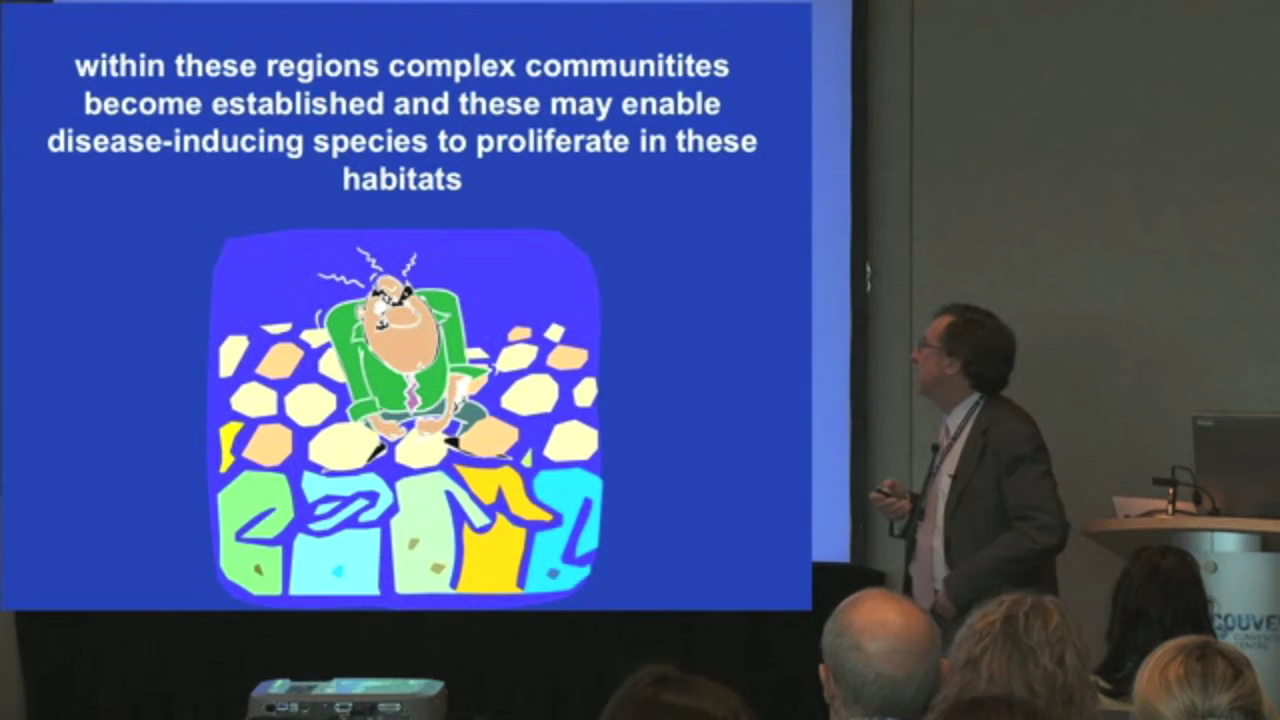 within these regions complex communitites
become established and these may enable
disease-inducing species to proliferate in these
habitats
COUVE